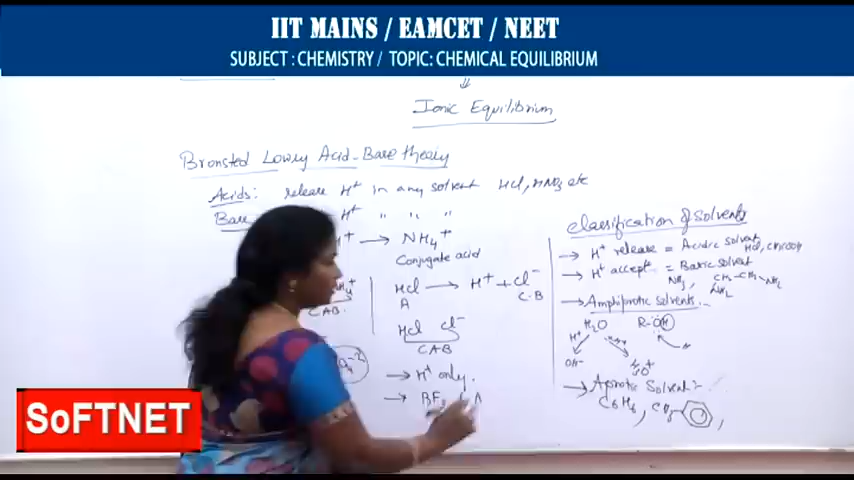 IIT MAINS / EAMCET / NEET
SUBJECT : CHEMISTRY / TOPIC: CHEMICAL EQUILIBRIUM
⇓
Ionic Equilibrium
Bronsted Lowry Acid-Base theory
Acids: release H⁺ in any solvent HCl, HNO₃ etc
Base H⁺ " " "
H⁺ → NH₄⁺
Conjugate acid
H₄⁺
CAB.
HCl → H⁺ + Cl⁻
A C.B
HCl Cl⁻
CAB
→ H⁺ only.
→ BF₃
classification of solvents
→ H⁺ release = Acidic solvent
HCl, CH₃COOH
→ H⁺ accept = Basic solvent
NH₃, CH₃-CH₂-NH₂
→ Amphiprotic solvents
H₂O R-OH
H⁺
OH⁻ H₃O⁺
→ Aprotic Solvent:-
C₆H₆,
SoFTNET